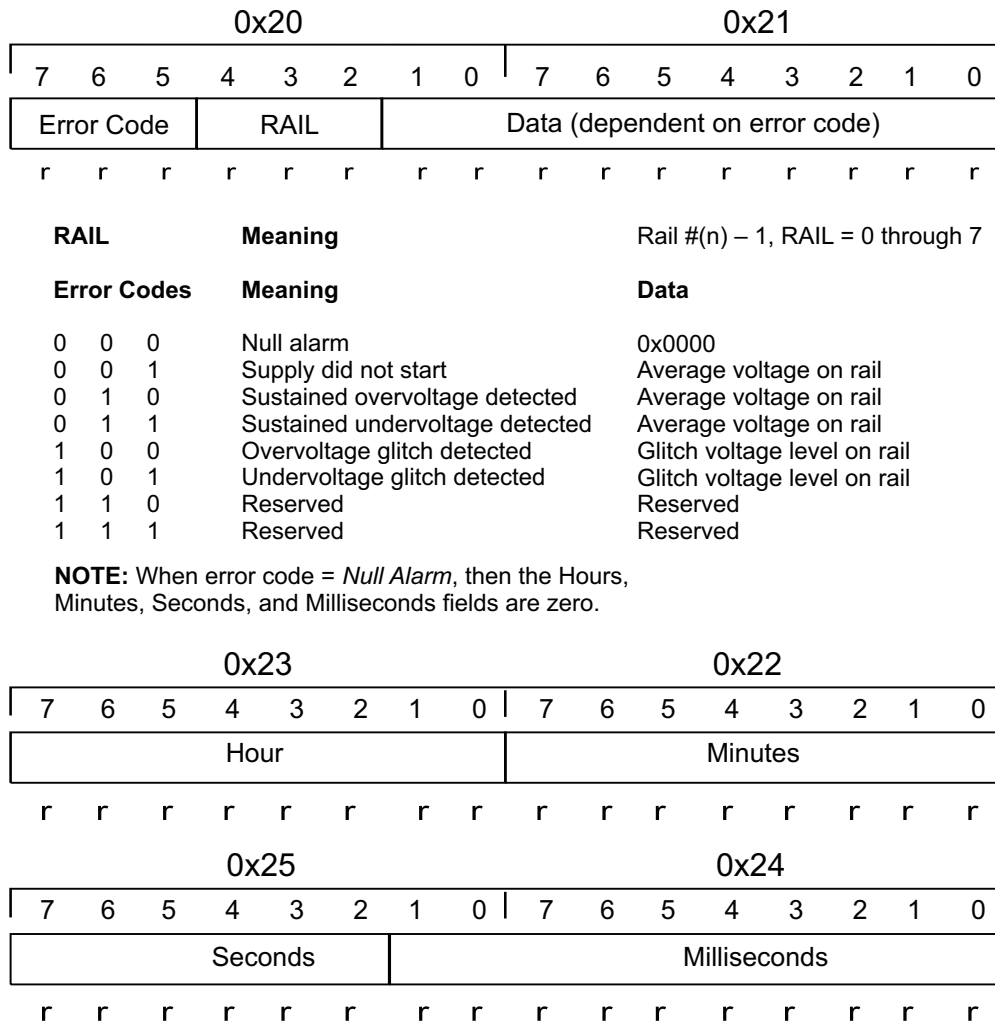 0x20 0x21
7 6 5 4 3 2 1 0 7 6 5 4 3 2 1 0
Error Code RAIL Data (dependent on error code)
r r r r r r r r r r r r r r r r
RAIL Meaning Rail #(n) – 1, RAIL = 0 through 7
Error Codes Meaning Data
0 0 0 Null alarm 0x0000
0 0 1 Supply did not start Average voltage on rail
0 1 0 Sustained overvoltage detected Average voltage on rail
0 1 1 Sustained undervoltage detected Average voltage on rail
1 0 0 Overvoltage glitch detected Glitch voltage level on rail
1 0 1 Undervoltage glitch detected Glitch voltage level on rail
1 1 0 Reserved Reserved
1 1 1 Reserved Reserved
NOTE: When error code = Null Alarm, then the Hours,
Minutes, Seconds, and Milliseconds fields are zero.
0x23 0x22
7 6 5 4 3 2 1 0 7 6 5 4 3 2 1 0
Hour Minutes
r r r r r r r r r r r r r r r r
0x25 0x24
7 6 5 4 3 2 1 0 7 6 5 4 3 2 1 0
Seconds Milliseconds
r r r r r r r r r r r r r r r r